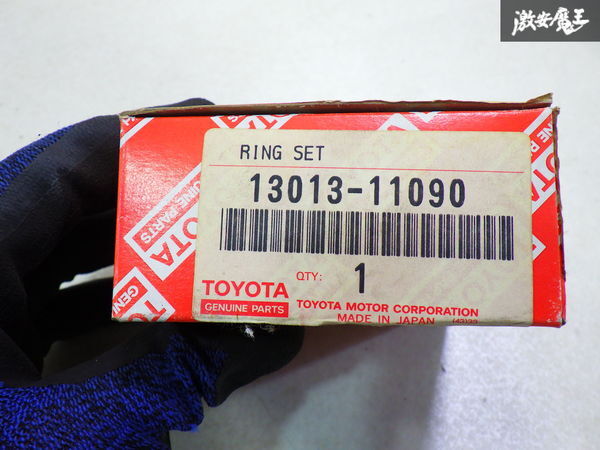 激安魔王
RING SET
13013-11090
QTY: 1
TOYOTA
GENUINE PARTS
TOYOTA MOTOR CORPORATION
MADE IN JAPAN
GENUINE PARTS
TOYOTA